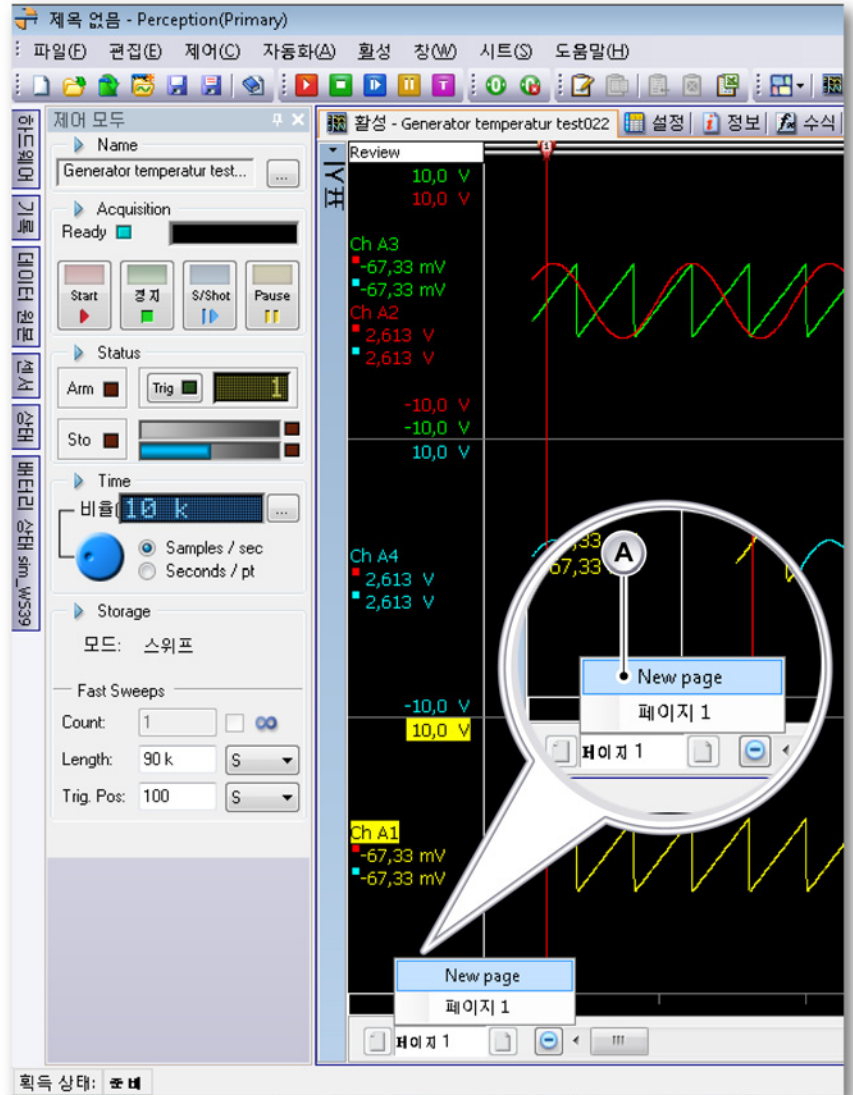 제목 없음 - Perception(Primary)
파일(F) 편집(E) 제어(C) 자동화(A) 활성 창(W) 시트(S) 도움말(H)
제어 모두
활성 - Generator temperatur test022 설정 정보 수식
하드웨어
기록
데이터 원본
센서
상태
배터리 상태 sim_WS39
Name
Generator temperatur test... ...
Acquisition
Ready
Start 경지 S/Shot Pause
Status
Arm Trig 1
Sto
Time
비율( 10 k ...
Samples / sec
Seconds / pt
Storage
모드: 스위프
Fast Sweeps
Count: 1
Length: 90 k S
Trig. Pos: 100 S
Y표
Review
1
10,0 V
10,0 V
Ch A3
-67,33 mV
-67,33 mV
Ch A2
2,613 V
2,613 V
-10,0 V
-10,0 V
10,0 V
Ch A4
2,613 V
2,613 V
-10,0 V
10,0 V
Ch A1
-67,33 mV
-67,33 mV
,33
67,33
A
New page
페이지 1
페이지 1
New page
페이지 1
페이지 1
획득 상태: 준비